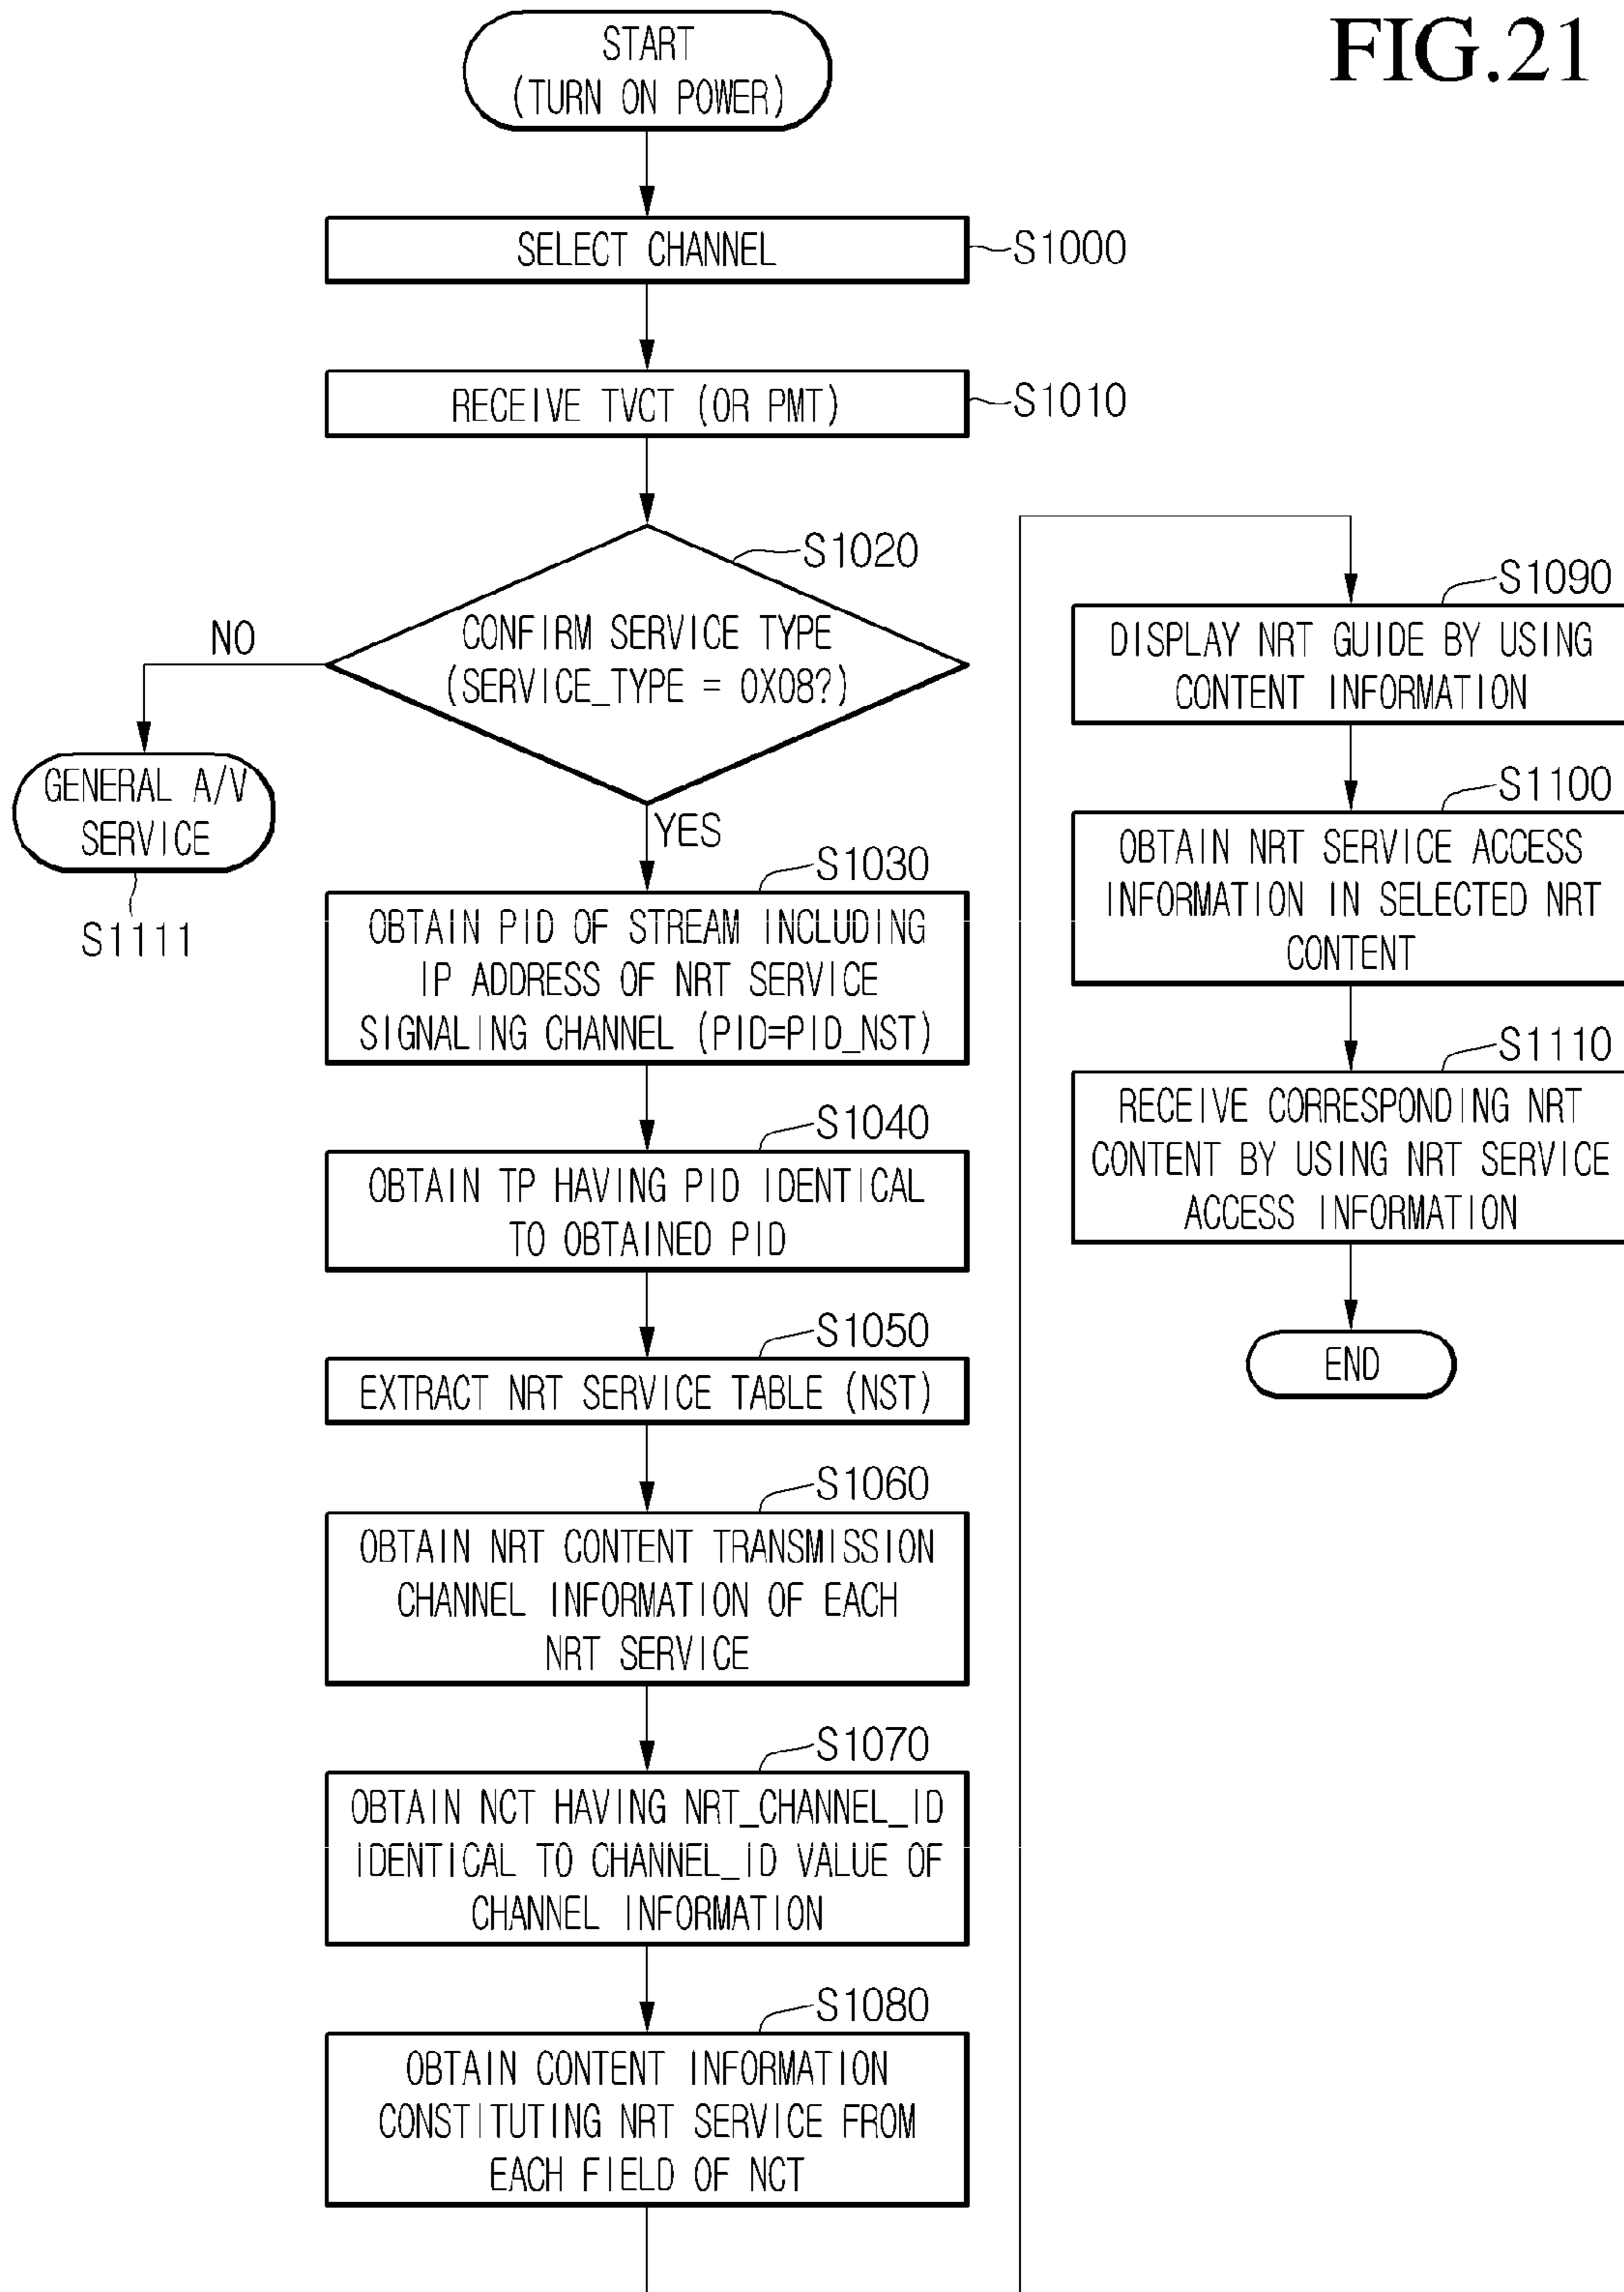 FIG.21
START
(TURN ON POWER)
SELECT CHANNEL
S1000
RECEIVE TVCT (OR PMT)
S1010
S1020
CONFIRM SERVICE TYPE
(SERVICE_TYPE = 0X08?)
NO
GENERAL A/V
SERVICE
S1111
YES
S1030
OBTAIN PID OF STREAM INCLUDING
IP ADDRESS OF NRT SERVICE
SIGNALING CHANNEL (PID=PID_NST)
S1040
OBTAIN TP HAVING PID IDENTICAL
TO OBTAINED PID
S1050
EXTRACT NRT SERVICE TABLE (NST)
S1060
OBTAIN NRT CONTENT TRANSMISSION
CHANNEL INFORMATION OF EACH
NRT SERVICE
S1070
OBTAIN NCT HAVING NRT_CHANNEL_ID
IDENTICAL TO CHANNEL_ID VALUE OF
CHANNEL INFORMATION
S1080
OBTAIN CONTENT INFORMATION
CONSTITUTING NRT SERVICE FROM
EACH FIELD OF NCT
S1090
DISPLAY NRT GUIDE BY USING
CONTENT INFORMATION
S1100
OBTAIN NRT SERVICE ACCESS
INFORMATION IN SELECTED NRT
CONTENT
S1110
RECEIVE CORRESPONDING NRT
CONTENT BY USING NRT SERVICE
ACCESS INFORMATION
END